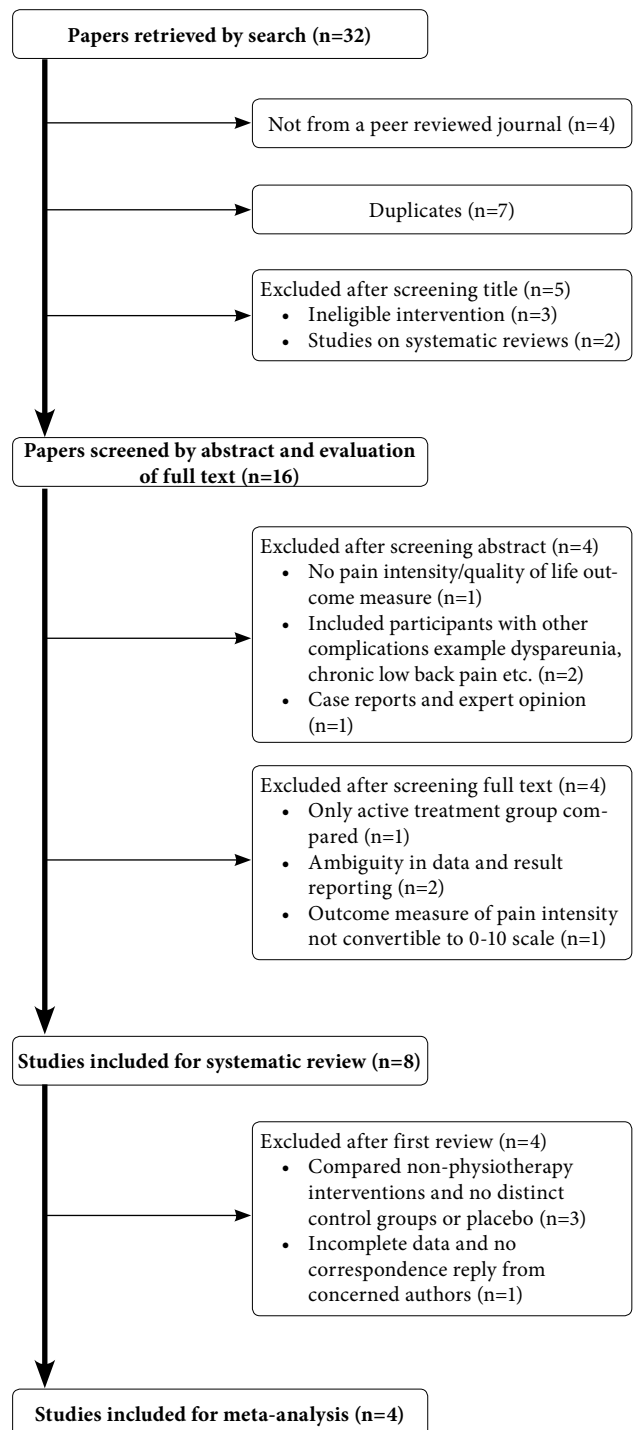 Papers retrieved by search (n=32)
Not from a peer reviewed journal (n=4)
Duplicates (n=7)
Excluded after screening title (n=5)
• Ineligible intervention (n=3)
• Studies on systematic reviews (n=2)
Papers screened by abstract and evaluation
of full text (n=16)
Excluded after screening abstract (n=4)
• No pain intensity/quality of life out-
come measure (n=1)
• Included participants with other
complications example dyspareunia,
chronic low back pain etc. (n=2)
• Case reports and expert opinion
(n=1)
Excluded after screening full text (n=4)
• Only active treatment group com-
pared (n=1)
• Ambiguity in data and result
reporting (n=2)
• Outcome measure of pain intensity
not convertible to 0-10 scale (n=1)
Studies included for systematic review (n=8)
Excluded after first review (n=4)
• Compared non-physiotherapy
interventions and no distinct
control groups or placebo (n=3)
• Incomplete data and no
correspondence reply from
concerned authors (n=1)
Studies included for meta-analysis (n=4)